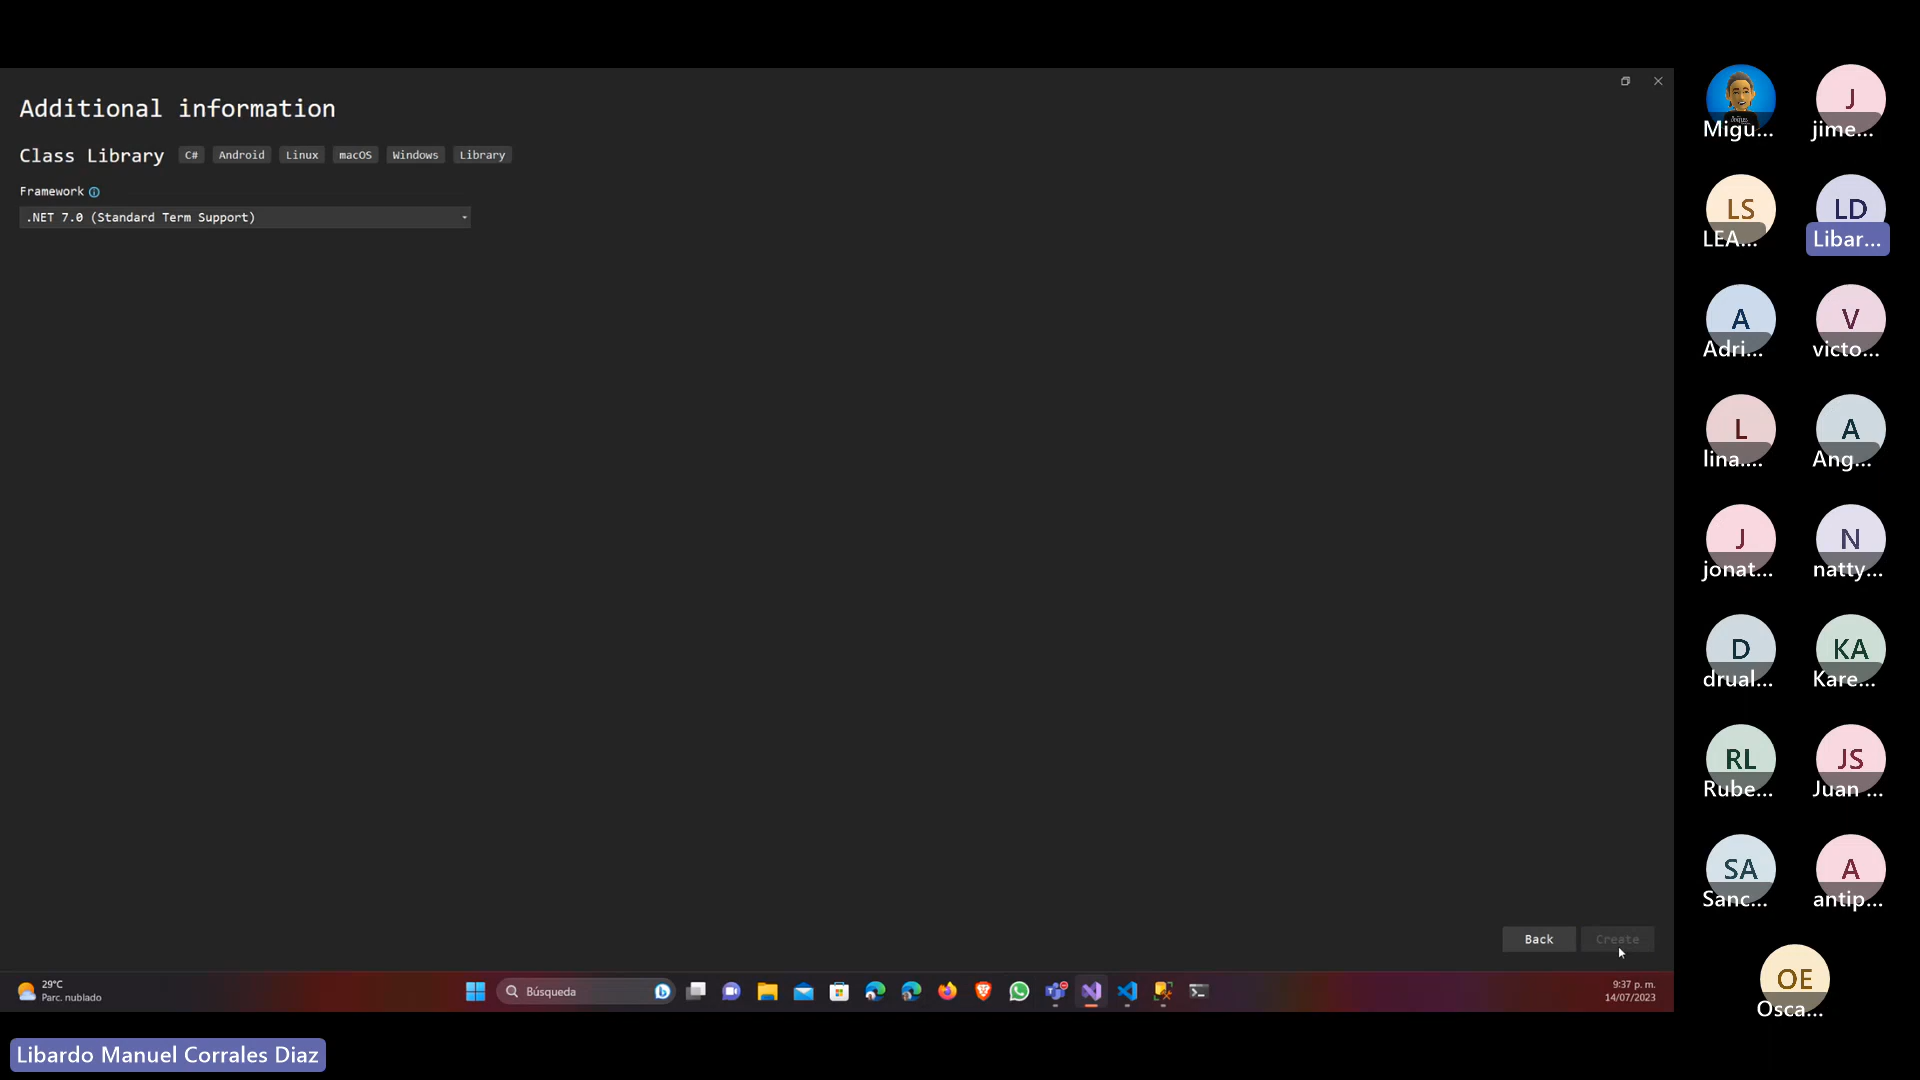 Additional information
Class Library C# Android Linux macOS Windows Library
Framework
.NET 7.0 (Standard Term Support)
Back Create
29°C
Parc. nublado
Búsqueda
9:37 p. m.
14/07/2023
Libardo Manuel Corrales Diaz
Migu...
J
jime...
LS
LEA...
LD
Libar...
A
Adri...
V
victo...
L
lina....
A
Ang...
J
jonat...
N
natty...
D
drual...
KA
Kare...
RL
Rube...
JS
Juan ...
SA
Sanc...
A
antip...
OE
Osca...